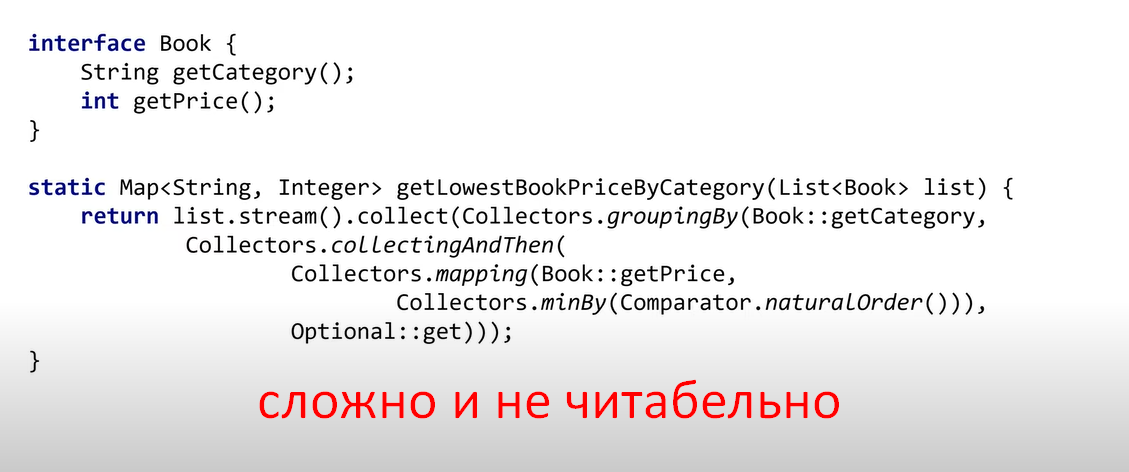 interface Book {
    String getCategory();
    int getPrice();
}
static Map<String, Integer> getLowestBookPriceByCategory(List<Book> list) {
    return list.stream().collect(Collectors.groupingBy(Book::getCategory,
            Collectors.collectingAndThen(
                    Collectors.mapping(Book::getPrice,
                            Collectors.minBy(Comparator.naturalOrder())),
                    Optional::get)));
}
сложно и не читабельно